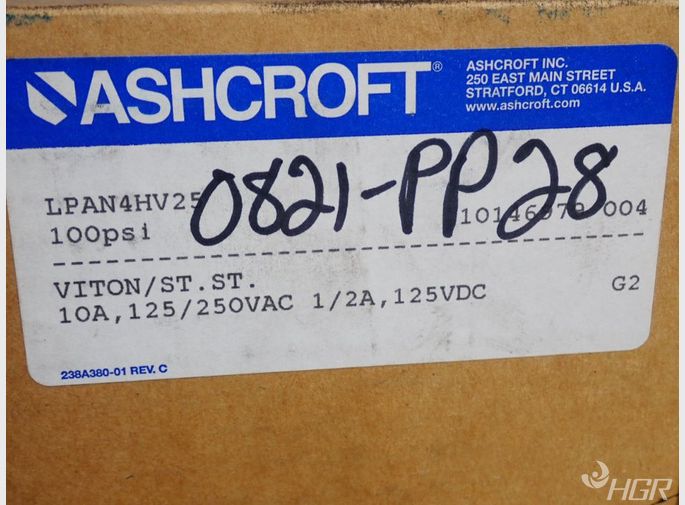 ASHCROFT®
ASHCROFT INC.
250 EAST MAIN STREET
STRATFORD, CT 06614 U.S.A.
www.ashcroft.com
LPAN4HV25
0821-PP28
100psi
004
VITON/ST.ST.
10A,125/250VAC 1/2A,125VDC
G2
238A380-01 REV. C
HGR